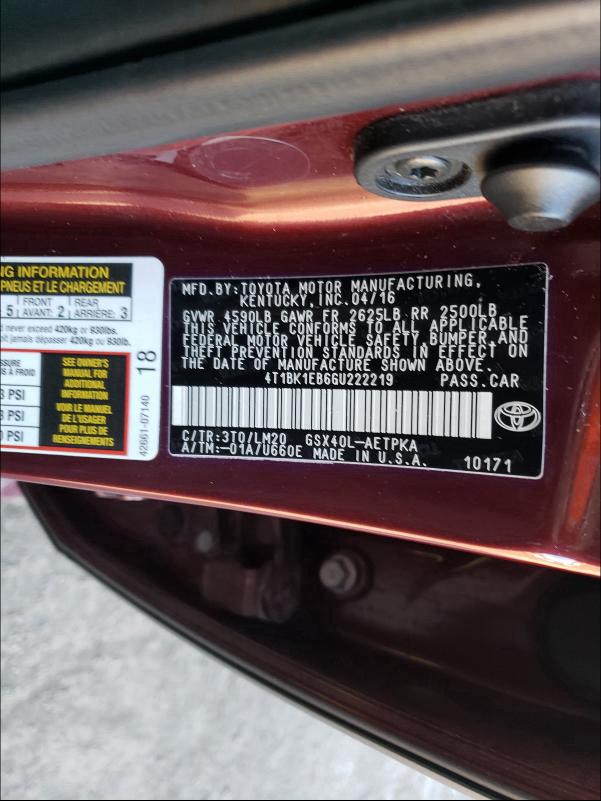 NG INFORMATION
PNEUS ET LE CHARGEMENT
5 FRONT AVANT: 2 REAR ARRIÈRE: 3
never exceed 420kg or 930lbs.
jamais dépasser 420kg ou 930lb.
À FROID
PSI
PSI
PSI
SEE OWNER'S
MANUAL FOR
ADDITIONAL
INFORMATION
VOIR LE MANUEL
DE L'USAGER
POUR PLUS DE
RENSEIGNEMENTS
18
42661-07140
MFD.BY:TOYOTA MOTOR MANUFACTURING,
KENTUCKY,INC.04/16
GVWR 4590LB GAWR FR 2625LB RR 2500LB
THIS VEHICLE CONFORMS TO ALL APPLICABLE
FEDERAL MOTOR VEHICLE SAFETY, BUMPER, AND
THEFT PREVENTION STANDARDS IN EFFECT ON
THE DATE OF MANUFACTURE SHOWN ABOVE.
4T1BK1EB6GU222219 PASS.CAR
C/TR:3T0/LM20 GSX40L-AETPKA
A/TM:-01A/U660E MADE IN U.S.A. 10171